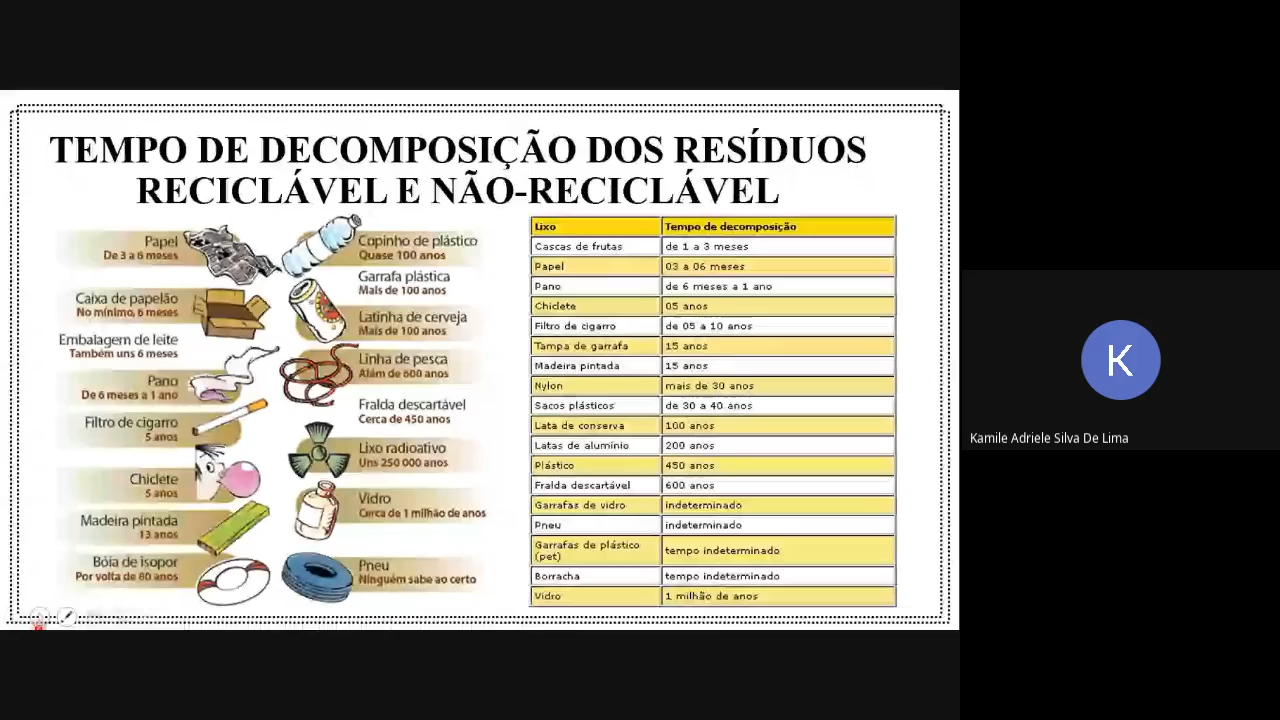 TEMPO DE DECOMPOSIÇÃO DOS RESÍDUOS
RECICLÁVEL E NÃO-RECICLÁVEL
Papel
De 3 a 6 meses
Caixa de papelão
No mínimo, 6 meses
Embalagem de leite
Também uns 6 meses
Pano
De 6 meses a 1 ano
Filtro de cigarro
5 anos
Chiclete
5 anos
Madeira pintada
13 anos
Bóia de isopor
Por volta de 80 anos
Copinho de plástico
Quase 100 anos
Garrafa plástica
Mais de 100 anos
Latinha de cerveja
Mais de 100 anos
Linha de pesca
Além de 600 anos
Fralda descartável
Cerca de 450 anos
Lixo radioativo
Uns 250 000 anos
Vidro
Cerca de 1 milhão de anos
Pneu
Ninguém sabe ao certo
Lixo Tempo de decomposição
Cascas de frutas de 1 a 3 meses
Papel 03 a 06 meses
Pano de 6 meses a 1 ano
Chiclete 05 anos
Filtro de cigarro de 05 a 10 anos
Tampa de garrafa 15 anos
Madeira pintada 15 anos
Nylon mais de 30 anos
Sacos plásticos de 30 a 40 anos
Lata de conserva 100 anos
Latas de alumínio 200 anos
Plástico 450 anos
Fralda descartável 600 anos
Garrafas de vidro indeterminado
Pneu indeterminado
Garrafas de plástico
(pet) tempo indeterminado
Borracha tempo indeterminado
Vidro 1 milhão de anos
K
Kamile Adriele Silva De Lima